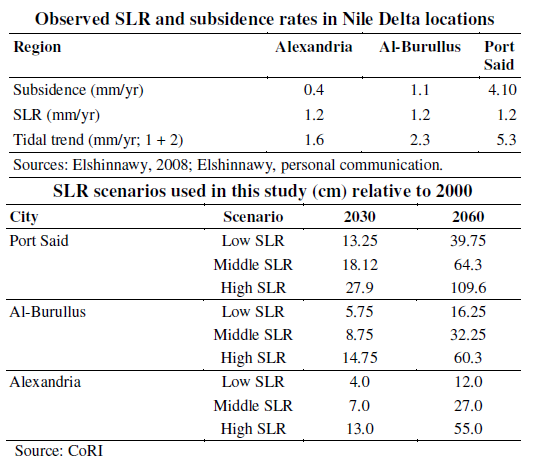 Observed SLR and subsidence rates in Nile Delta locations
Region Alexandria Al-Burullus Port Said
Subsidence (mm/yr) 0.4 1.1 4.10
SLR (mm/yr) 1.2 1.2 1.2
Tidal trend (mm/yr; 1 + 2) 1.6 2.3 5.3
Sources: Elshinnawy, 2008; Elshinnawy, personal communication.
SLR scenarios used in this study (cm) relative to 2000
City Scenario 2030 2060
Port Said Low SLR 13.25 39.75
Middle SLR 18.12 64.3
High SLR 27.9 109.6
Al-Burullus Low SLR 5.75 16.25
Middle SLR 8.75 32.25
High SLR 14.75 60.3
Alexandria Low SLR 4.0 12.0
Middle SLR 7.0 27.0
High SLR 13.0 55.0
Source: CoRI